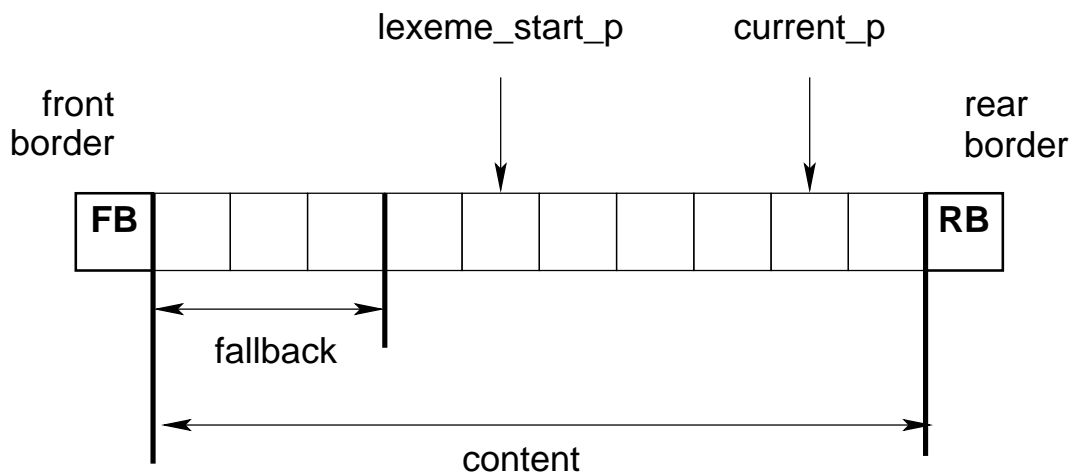 lexeme_start_p
current_p
front
border
rear
border
FB
RB
fallback
content